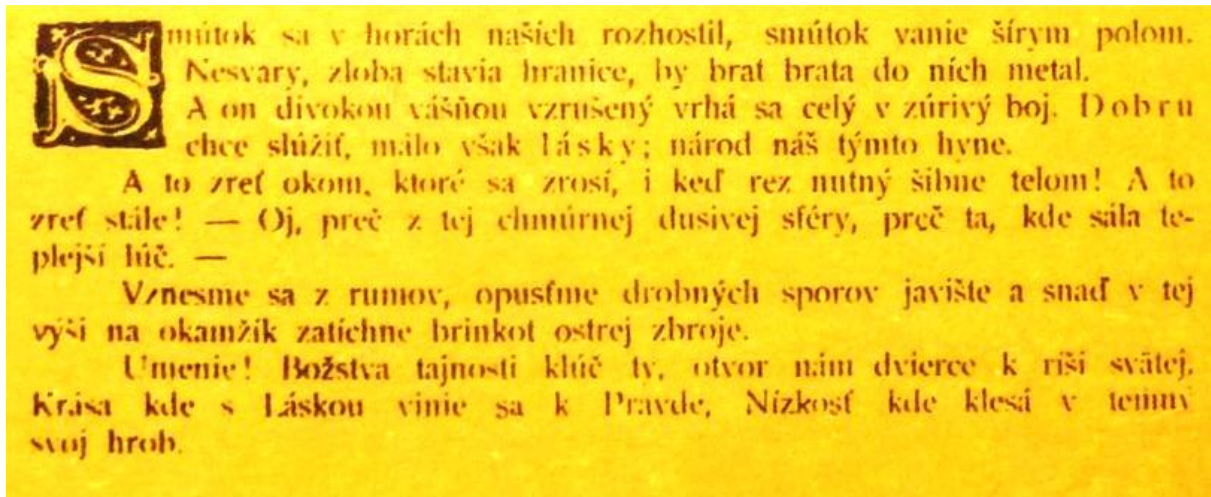 Smútok sa v horách našich rozhostil, smútok vanie šírym polom.
Nesvary, zloba stavia hranice, by brat brata do ních metal.
A on divokou vášňou vzrušený vrhá sa celý v zúrivý boj. Dobru
chce slúžiť, málo však lásky; národ náš týmto hyne.
A to zreť okom, ktoré sa zrosí, i keď rez nutný šibne telom! A to
zreť stále! — Oj, preč z tej chmúrnej dusivej sféry, preč ta, kde sála te-
plejší lúč. —
Vznesme sa z rumov, opusťme drobných sporov javište a snaď v tej
výši na okamžik zatíchne brinkot ostrej zbroje.
Umenie! Božstva tajnosti klúč ty, otvor nám dvierce k ríši svätej,
Krása kde s Láskou vinie sa k Pravde, Nízkosť kde klesá v temný
svoj hrob.